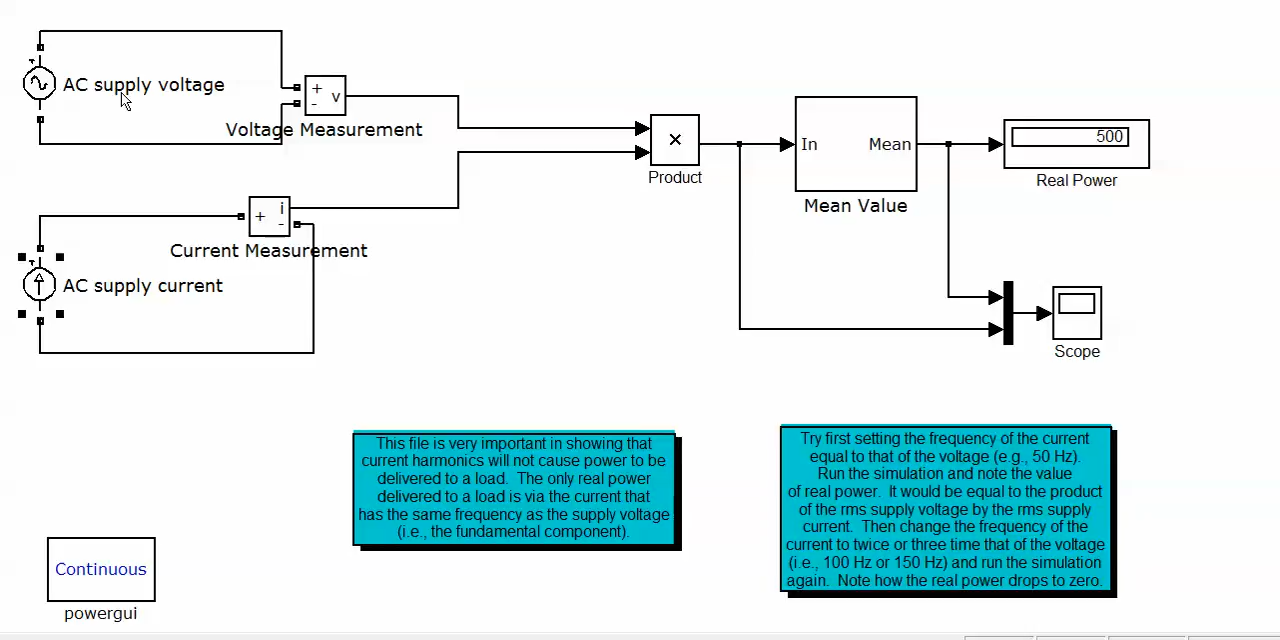 AC supply voltage
+
-
v
Voltage Measurement
×
Product
In Mean
Mean Value
500
Real Power
+
i
-
Current Measurement
AC supply current
Scope
This file is very important in showing that
current harmonics will not cause power to be
delivered to a load. The only real power
delivered to a load is via the current that
has the same frequency as the supply voltage
(i.e., the fundamental component).
Try first setting the frequency of the current
equal to that of the voltage (e.g., 50 Hz).
Run the simulation and note the value
of real power. It would be equal to the product
of the rms supply voltage by the rms supply
current. Then change the frequency of the
current to twice or three time that of the voltage
(i.e., 100 Hz or 150 Hz) and run the simulation
again. Note how the real power drops to zero.
Continuous
powergui